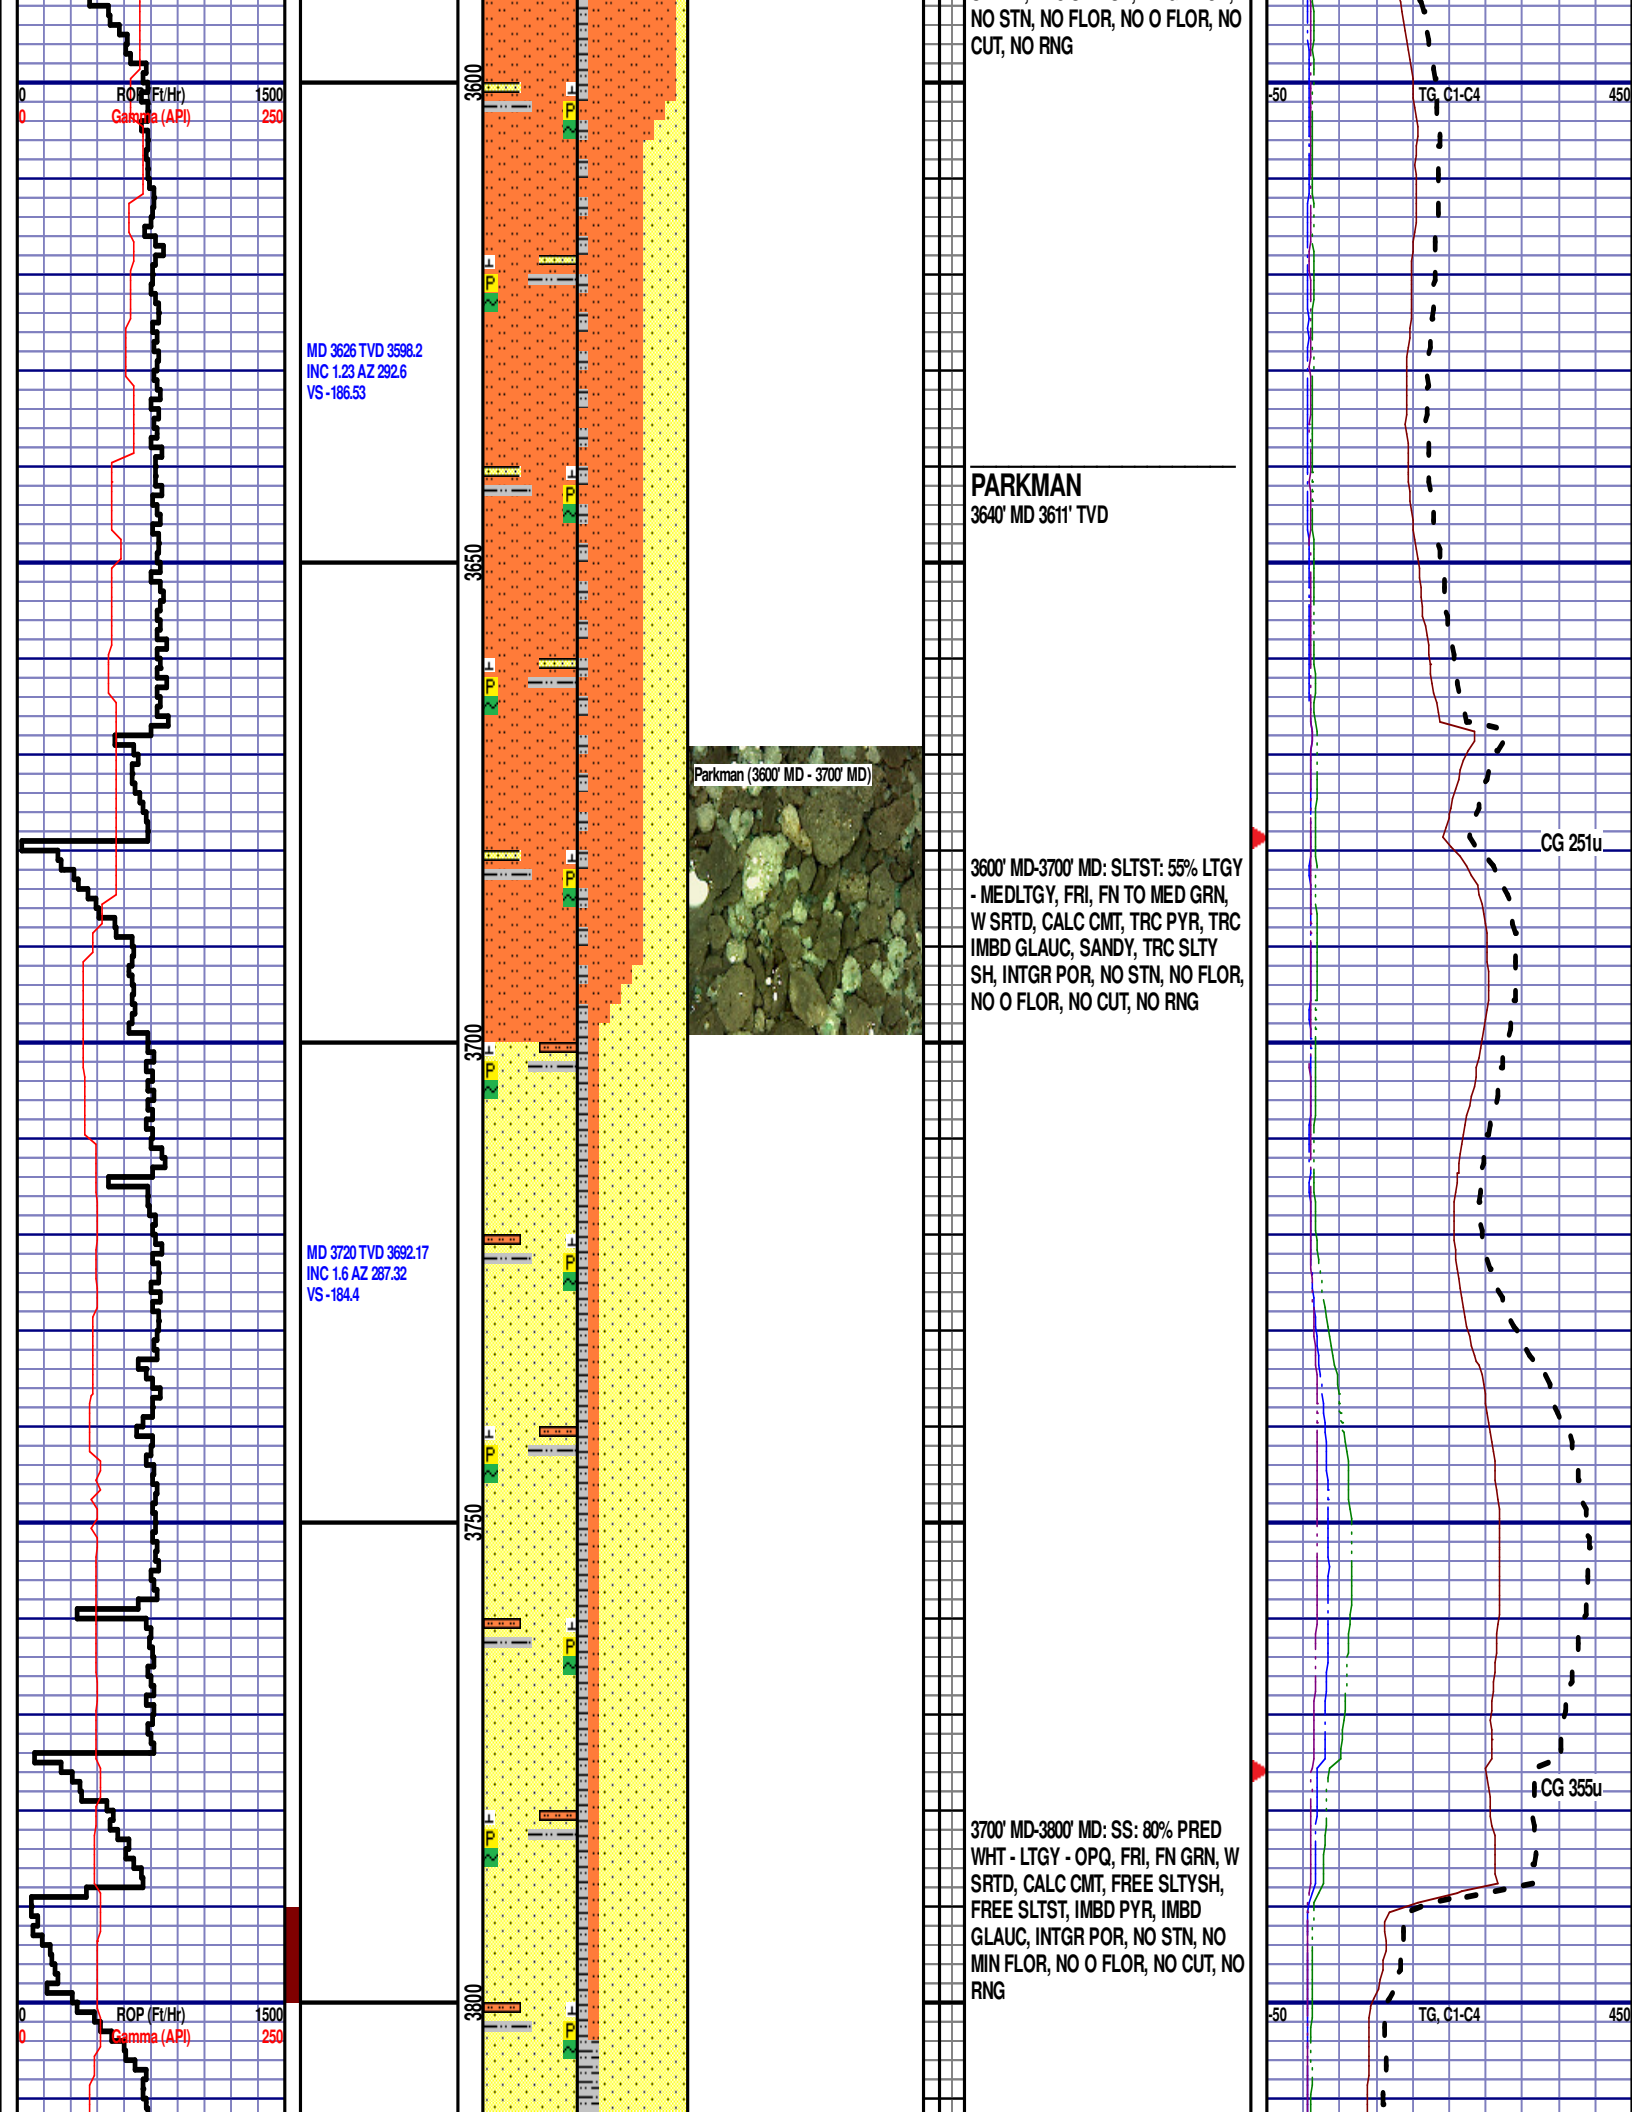 NO STN, NO FLOR, NO O FLOR, NO
CUT, NO RNG
0 ROP (Ft/Hr) 1500
0 Gamma (API) 250
3600
-50 TG, C1-C4 450
MD 3626 TVD 3598.2
INC 1.23 AZ 292.6
VS -186.53
PARKMAN
3640' MD 3611' TVD
3650
Parkman (3600' MD - 3700' MD)
CG 251u
3600' MD-3700' MD: SLTST: 55% LTGY
- MEDLTGY, FRI, FN TO MED GRN,
W SRTD, CALC CMT, TRC PYR, TRC
IMBD GLAUC, SANDY, TRC SLTY
SH, INTGR POR, NO STN, NO FLOR,
NO O FLOR, NO CUT, NO RNG
3700
MD 3720 TVD 3692.17
INC 1.6 AZ 287.32
VS -184.4
3750
CG 355u
3700' MD-3800' MD: SS: 80% PRED
WHT - LTGY - OPQ, FRI, FN GRN, W
SRTD, CALC CMT, FREE SLTYSH,
FREE SLTST, IMBD PYR, IMBD
GLAUC, INTGR POR, NO STN, NO
MIN FLOR, NO O FLOR, NO CUT, NO
RNG
3800
0 ROP (Ft/Hr) 1500
0 Gamma (API) 250
-50 TG, C1-C4 450
P
P
P
P
P
P
P
P
P
P
P